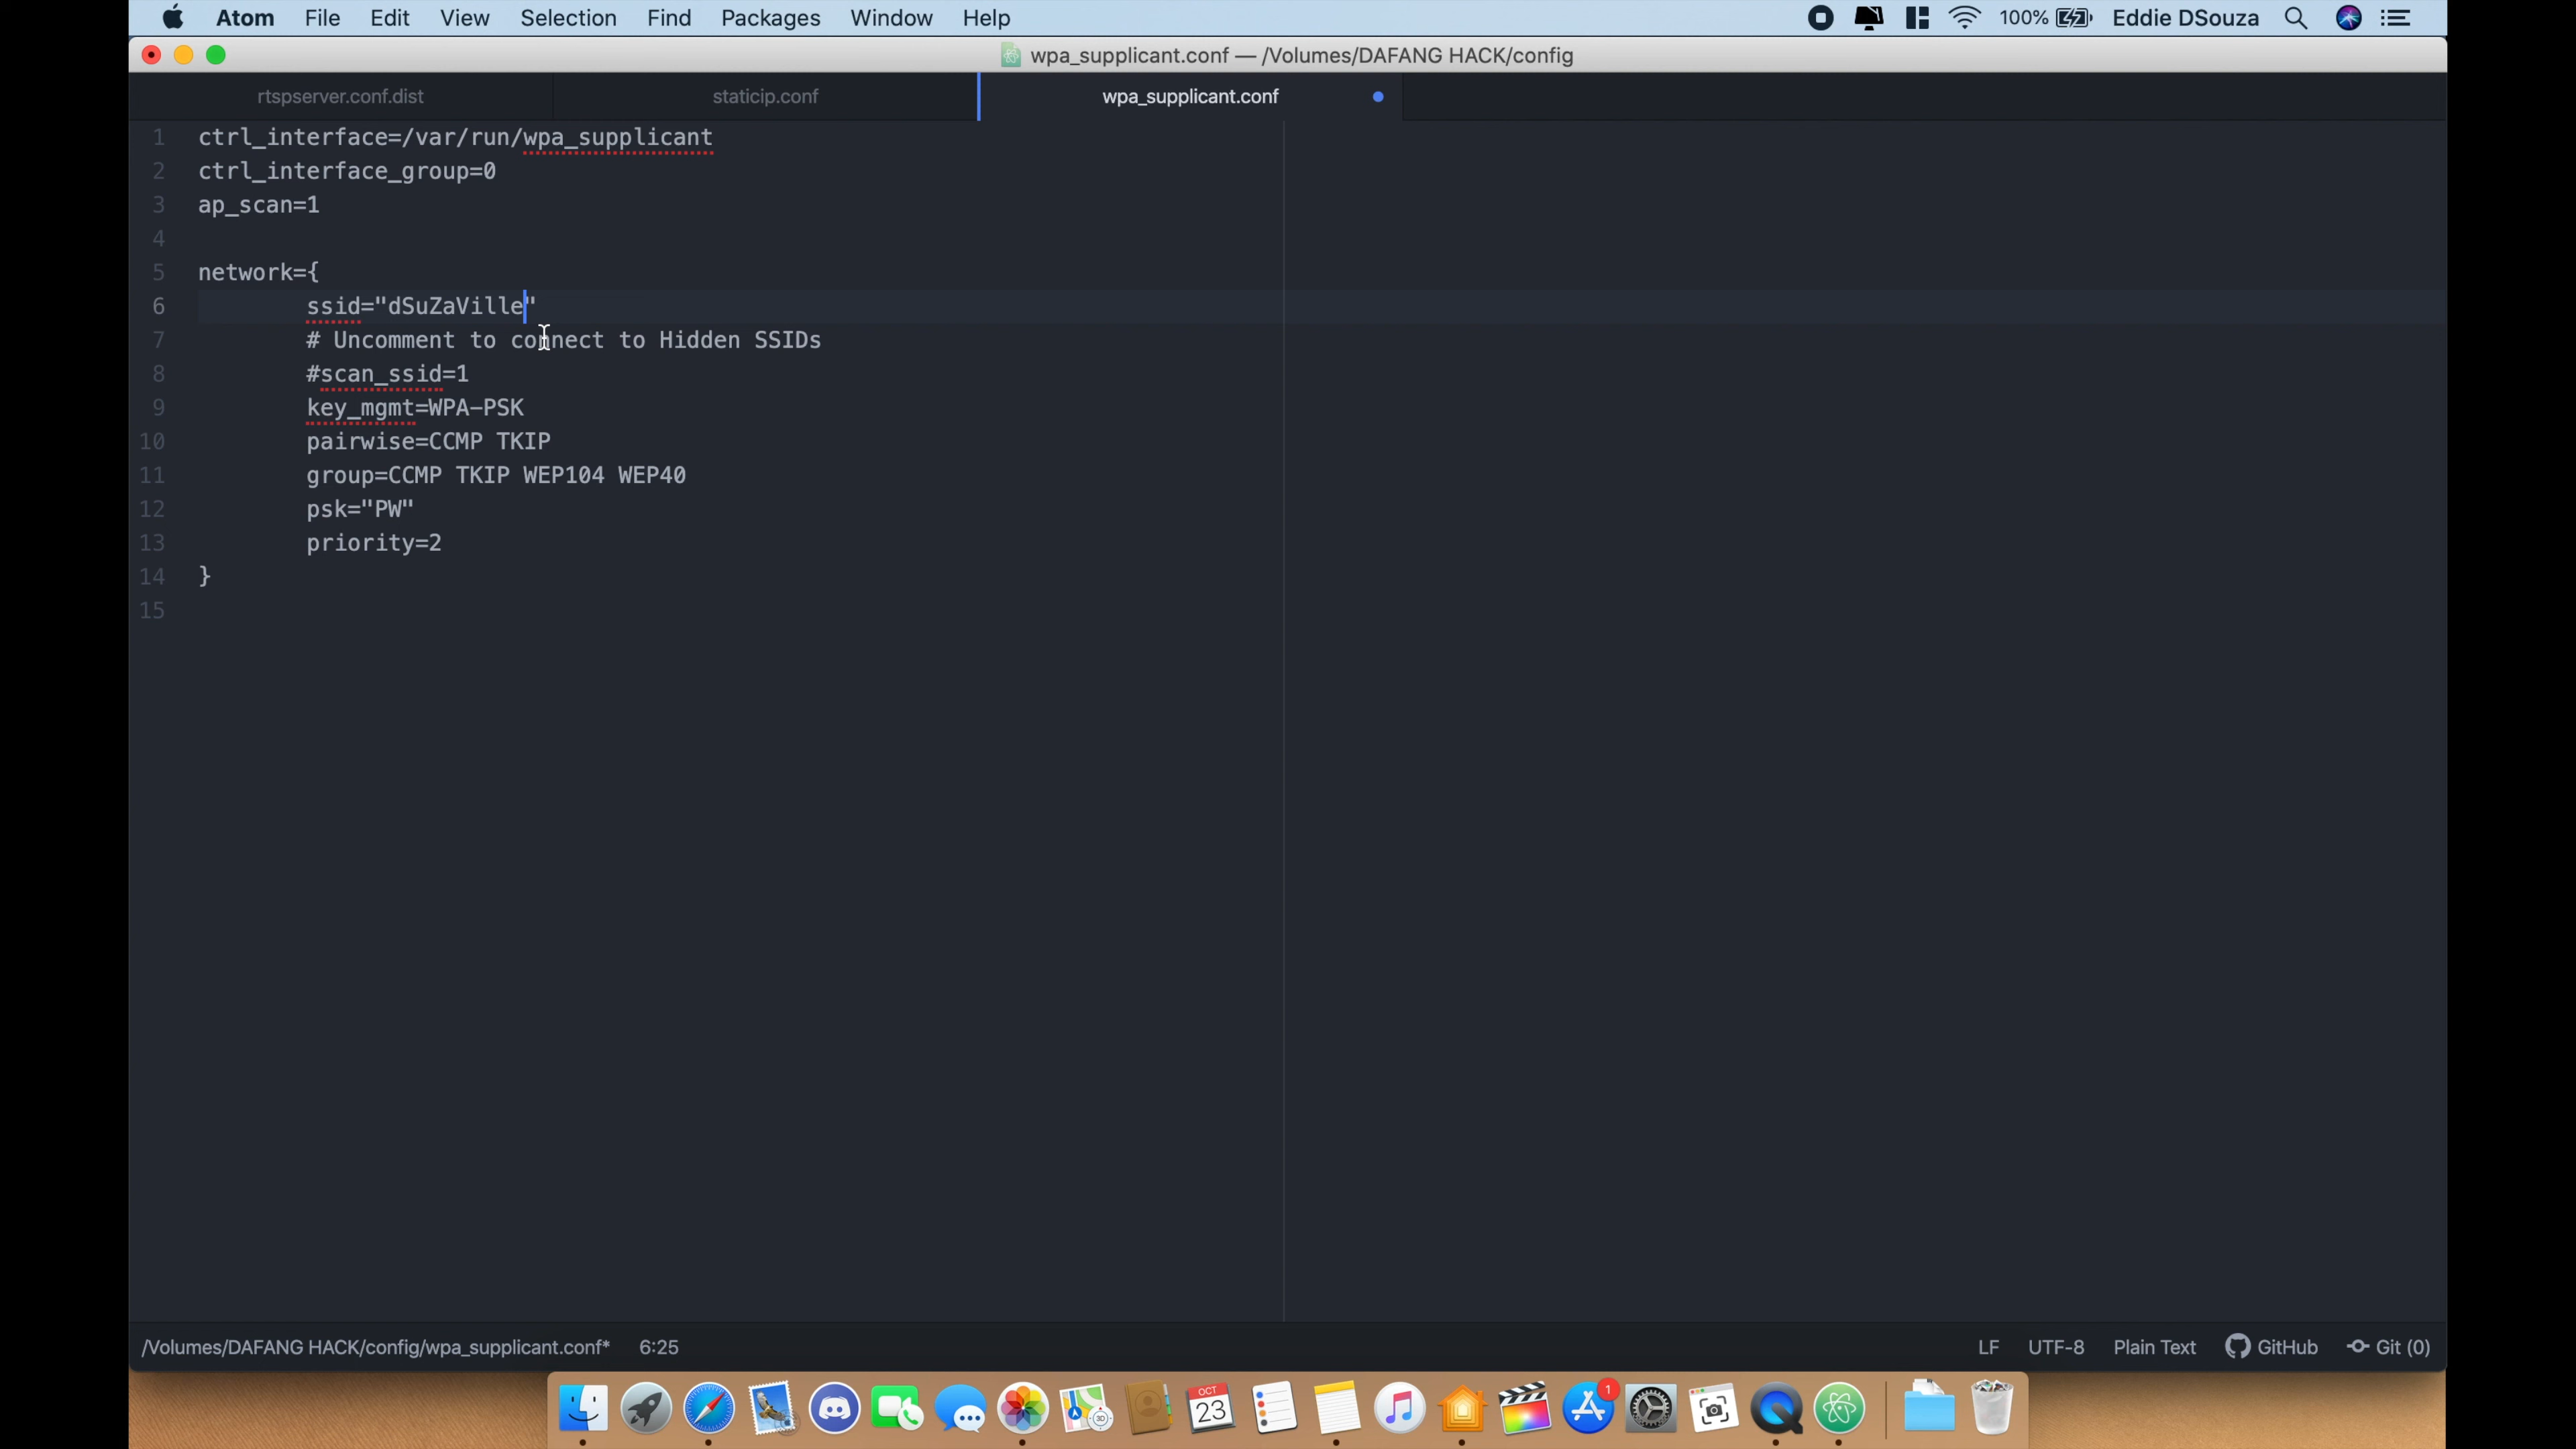 Atom File Edit View Selection Find Packages Window Help 100% Eddie DSouza
wpa_supplicant.conf — /Volumes/DAFANG HACK/config
rtspserver.conf.dist staticip.conf wpa_supplicant.conf
1 ctrl_interface=/var/run/wpa_supplicant
2 ctrl_interface_group=0
3 ap_scan=1
4
5 network={
6 ssid="dSuZaVille"
7 # Uncomment to connect to Hidden SSIDs
8 #scan_ssid=1
9 key_mgmt=WPA-PSK
10 pairwise=CCMP TKIP
11 group=CCMP TKIP WEP104 WEP40
12 psk="PW"
13 priority=2
14 }
15
/Volumes/DAFANG HACK/config/wpa_supplicant.conf* 6:25 LF UTF-8 Plain Text GitHub Git (0)
OCT
23
3D
1